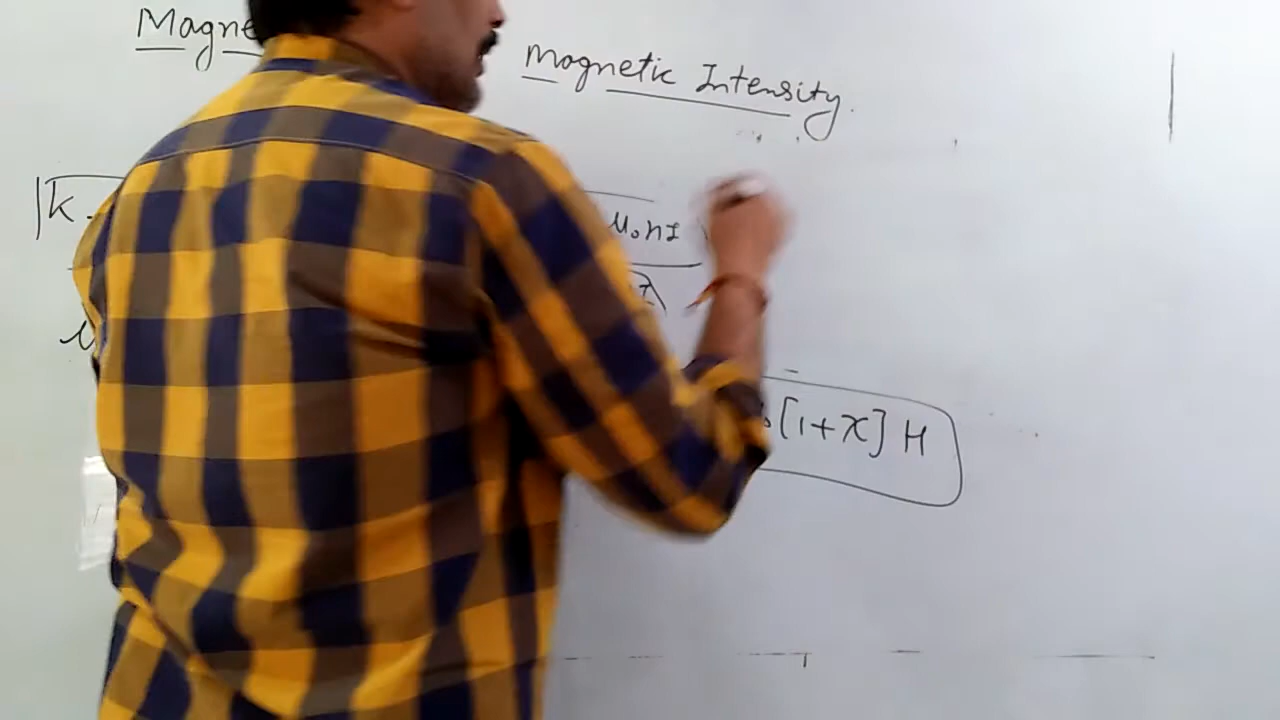 Magne
Magnetic Intensity.
K -
μ₀nI
[1+χ] H